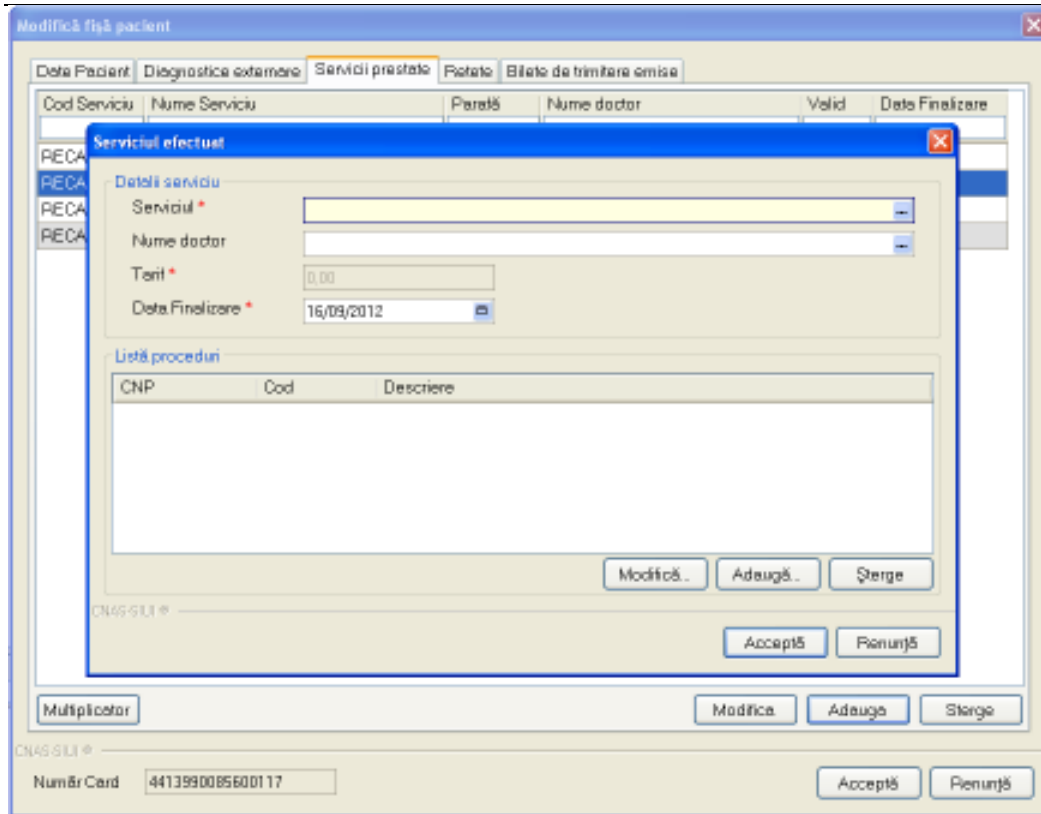 Modifică fişă pacient
Date Pacient Diagnostice externare Servicii prestate Retete Bilete de trimitere emise
Cod Serviciu Nume Serviciu Parafă Nume doctor Valid Data Finalizare
Serviciul efectuat
RECA
RECA
RECA
RECA
Detalii serviciu
Serviciul *
...
Nume doctor
...
Tarif *
0,00
Data Finalizare *
16/09/2012
Listă proceduri
CNP Cod Descriere
Modifică... Adaugă... Şterge
CNAS-SIUI ®
Acceptă Renunţă
Multiplicator Modifica Adauga Sterge
CNAS-SIUI ®
Număr Card 4413990085600117 Acceptă Renunţă